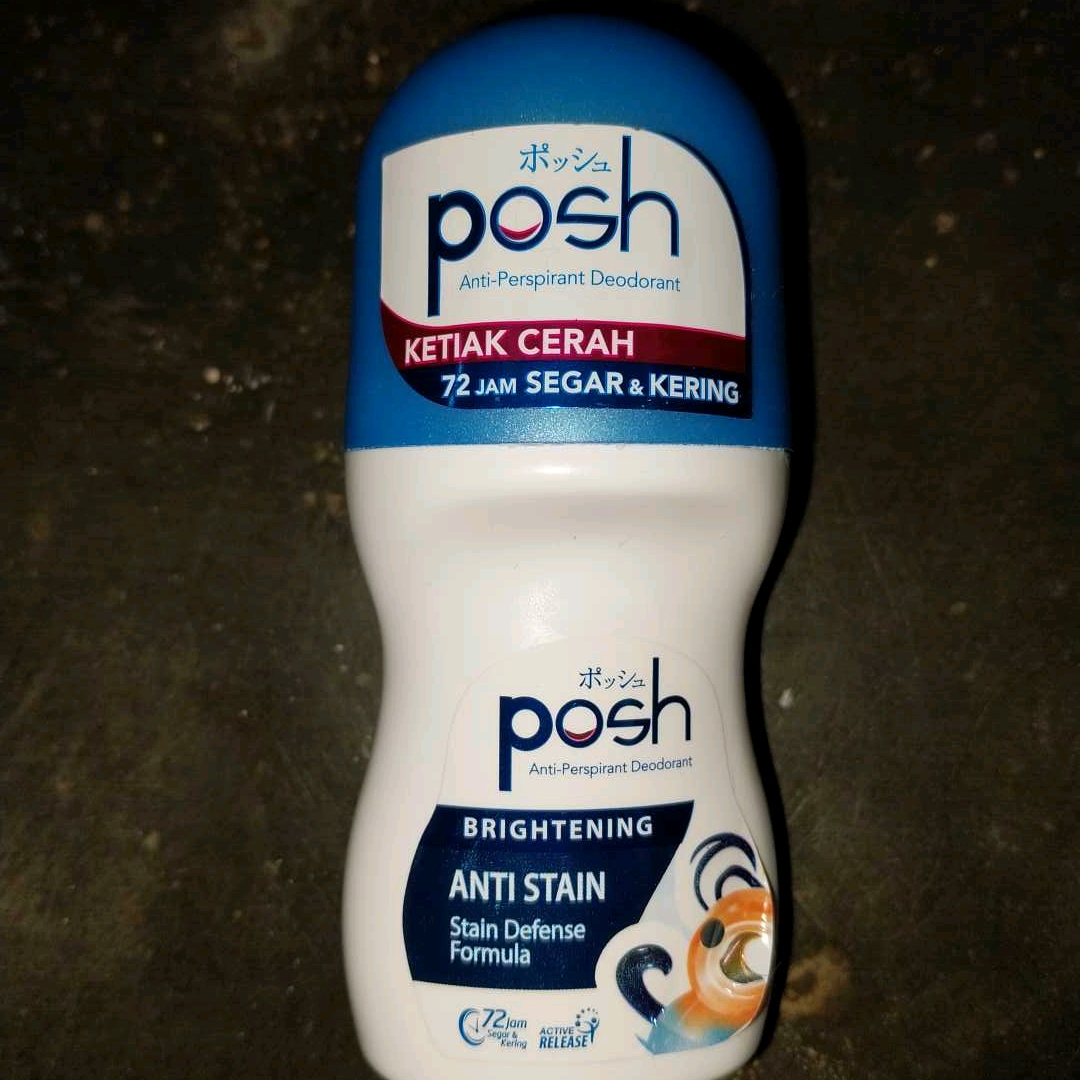 ポッシュ
posh
Anti-Perspirant Deodorant
KETIAK CERAH
72 JAM SEGAR & KERING
ポッシュ
posh
Anti-Perspirant Deodorant
BRIGHTENING
ANTI STAIN
Stain Defense
Formula
72 Jam
Segar &
Kering
ACTIVE
RELEASE